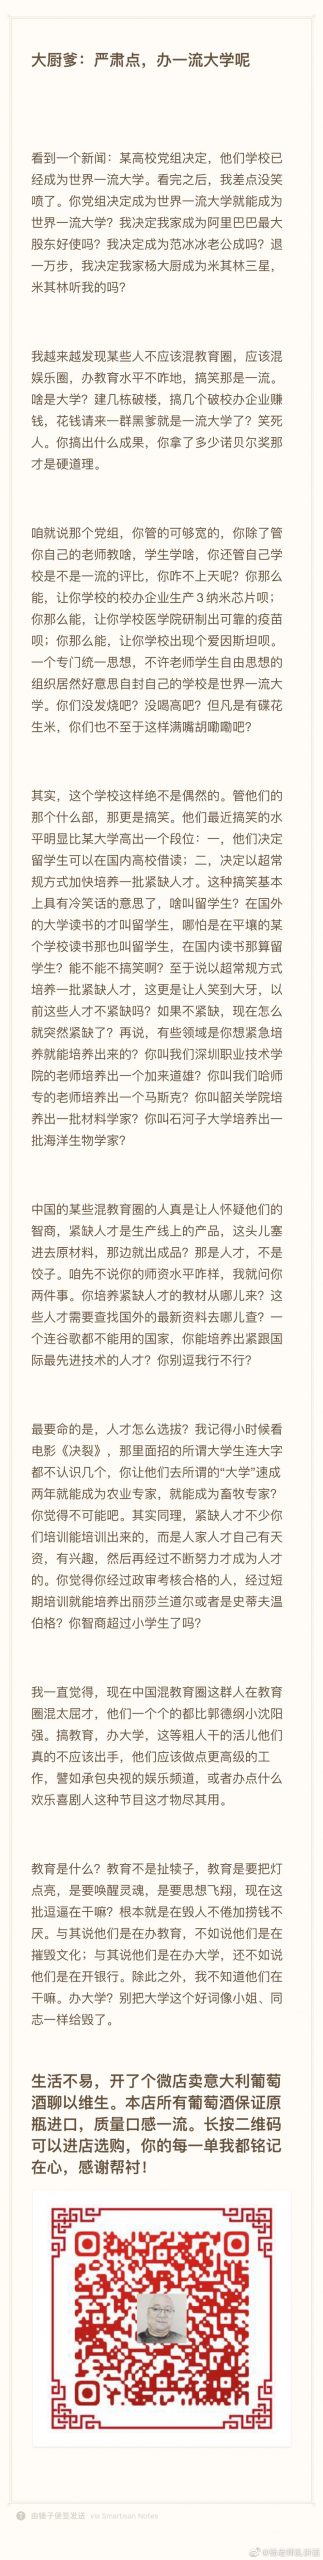 大厨爹：严肃点，办一流大学呢
看到一个新闻：某高校党组决定，他们学校已
经成为世界一流大学。看完之后，我差点没笑
喷了。你党组决定成为世界一流大学就能成为
世界一流大学？我决定我家成为阿里巴巴最大
股东好使吗？我决定成为范冰冰老公成吗？退
一万步，我决定我家杨大厨成为米其林三星，
米其林听我的吗？
我越来越发现某些人不应该混教育圈，应该混
娱乐圈，办教育水平不咋地，搞笑那是一流。
啥是大学？建几栋破楼，搞几个破校办企业赚
钱，花钱请来一群黑爹就是一流大学了？笑死
人。你搞出什么成果，你拿了多少诺贝尔奖那
才是硬道理。
咱就说那个党组，你管的可够宽的，你除了管
你自己的老师教啥，学生学啥，你还管自己学
校是不是一流的评比，你咋不上天呢？你那么
能，让你学校的校办企业生产3纳米芯片呗；
你那么能，让你学校医学院研制出可靠的疫苗
呗；你那么能，让你学校出现个爱因斯坦呗。
一个专门统一思想，不许老师学生自由思想的
组织居然好意思自封自己的学校是世界一流大
学。你们没发烧吧？没喝高吧？但凡是有碟花
生米，你们也不至于这样满嘴胡嘞嘞吧？
其实，这个学校这样绝不是偶然的。管他们的
那个什么部，那更是搞笑。他们最近搞笑的水
平明显比某大学高出一个段位：一，他们决定
留学生可以在国内高校借读；二，决定以超常
规方式加快培养一批紧缺人才。这种搞笑基本
上具有冷笑话的意思了，啥叫留学生？在国外
的大学读书的才叫留学生，哪怕是在平壤的某
个学校读书那也叫留学生，在国内读书那算留
学生？能不能不搞笑啊？至于说以超常规方式
培养一批紧缺人才，这更是让人笑到大牙，以
前这些人才不紧缺吗？如果不紧缺，现在怎么
就突然紧缺了？再说，有些领域是你想紧急培
养就能培养出来的？你叫我们深圳职业技术学
院的老师培养出一个加来道雄？你叫我们哈师
专的老师培养出一个马斯克？你叫韶关学院培
养出一批材料学家？你叫石河子大学培养出一
批海洋生物学家？
中国的某些混教育圈的人真是让人怀疑他们的
智商，紧缺人才是生产线上的产品，这头儿塞
进去原材料，那边就出成品？那是人才，不是
饺子。咱先不说你的师资水平咋样，我就问你
两件事。你培养紧缺人才的教材从哪儿来？这
些人才需要查找国外的最新资料去哪儿查？一
个连谷歌都不能用的国家，你能培养出紧跟国
际最先进技术的人才？你别逗我行不行？
最要命的是，人才怎么选拔？我记得小时候看
电影《决裂》，那里面招的所谓大学生连大字
都不认识几个，你让他们去所谓的“大学”速成
两年就能成为农业专家，就能成为畜牧专家？
你觉得不可能吧。其实同理，紧缺人才不少你
们培训能培训出来的，而是人家人才自己有天
资，有兴趣，然后再经过不断努力才成为人才
的。你觉得你经过政审考核合格的人，经过短
期培训就能培养出丽莎兰道尔或者是史蒂夫温
伯格？你智商超过小学生了吗？
我一直觉得，现在中国混教育圈这群人在教育
圈混太屈才，他们一个个的都比郭德纲小沈阳
强。搞教育，办大学，这等粗人干的活儿他们
真的不应该出手，他们应该做点更高级的工
作，譬如承包央视的娱乐频道，或者办点什么
欢乐喜剧人这种节目这才物尽其用。
教育是什么？教育不是扯犊子，教育是要把灯
点亮，是要唤醒灵魂，是要思想飞翔，现在这
批逗逼在干嘛？根本就是在毁人不倦加捞钱不
厌。与其说他们是在办教育，不如说他们是在
摧毁文化；与其说他们是在办大学，还不如说
他们是在开银行。除此之外，我不知道他们在
干嘛。办大学？别把大学这个好词像小姐、同
志一样给毁了。
生活不易，开了个微店卖意大利葡萄
酒聊以维生。本店所有葡萄酒保证原
瓶进口，质量口感一流。长按二维码
可以进店选购，你的每一单我都铭记
在心，感谢帮衬！
由锤子便签发送 via Smartisan Notes